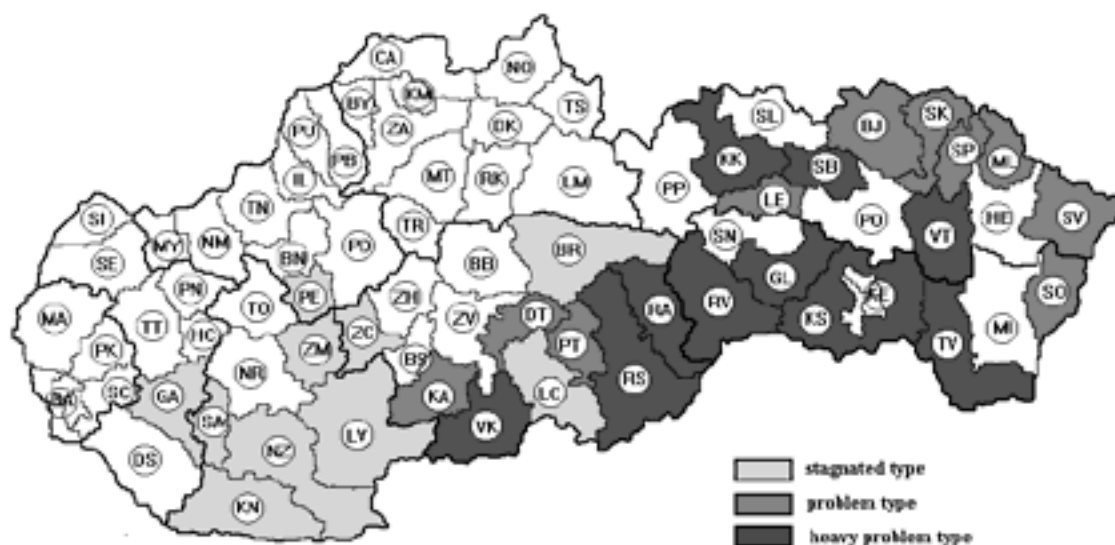 CA
NO
KM
BY
TS
ZA
DK
SL
SK
PU
BJ
SP
PB
KK
SB
ML
MT
RK
LM
PP
IL
LE
TN
SI
TR
PO
HE
SV
MY
NM
PD
SN
VT
SE
BN
BB
BR
GL
PE
PN
ZH
SO
MA
TO
RA
RV
TT
DT
ZV
KS
MI
HC
ZC
TV
PK
ZM
PT
BS
NR
RS
SC
GA
KA
LC
SA
VK
LV
NZ
DS
KN
stagnated type
problem type
heavy problem type